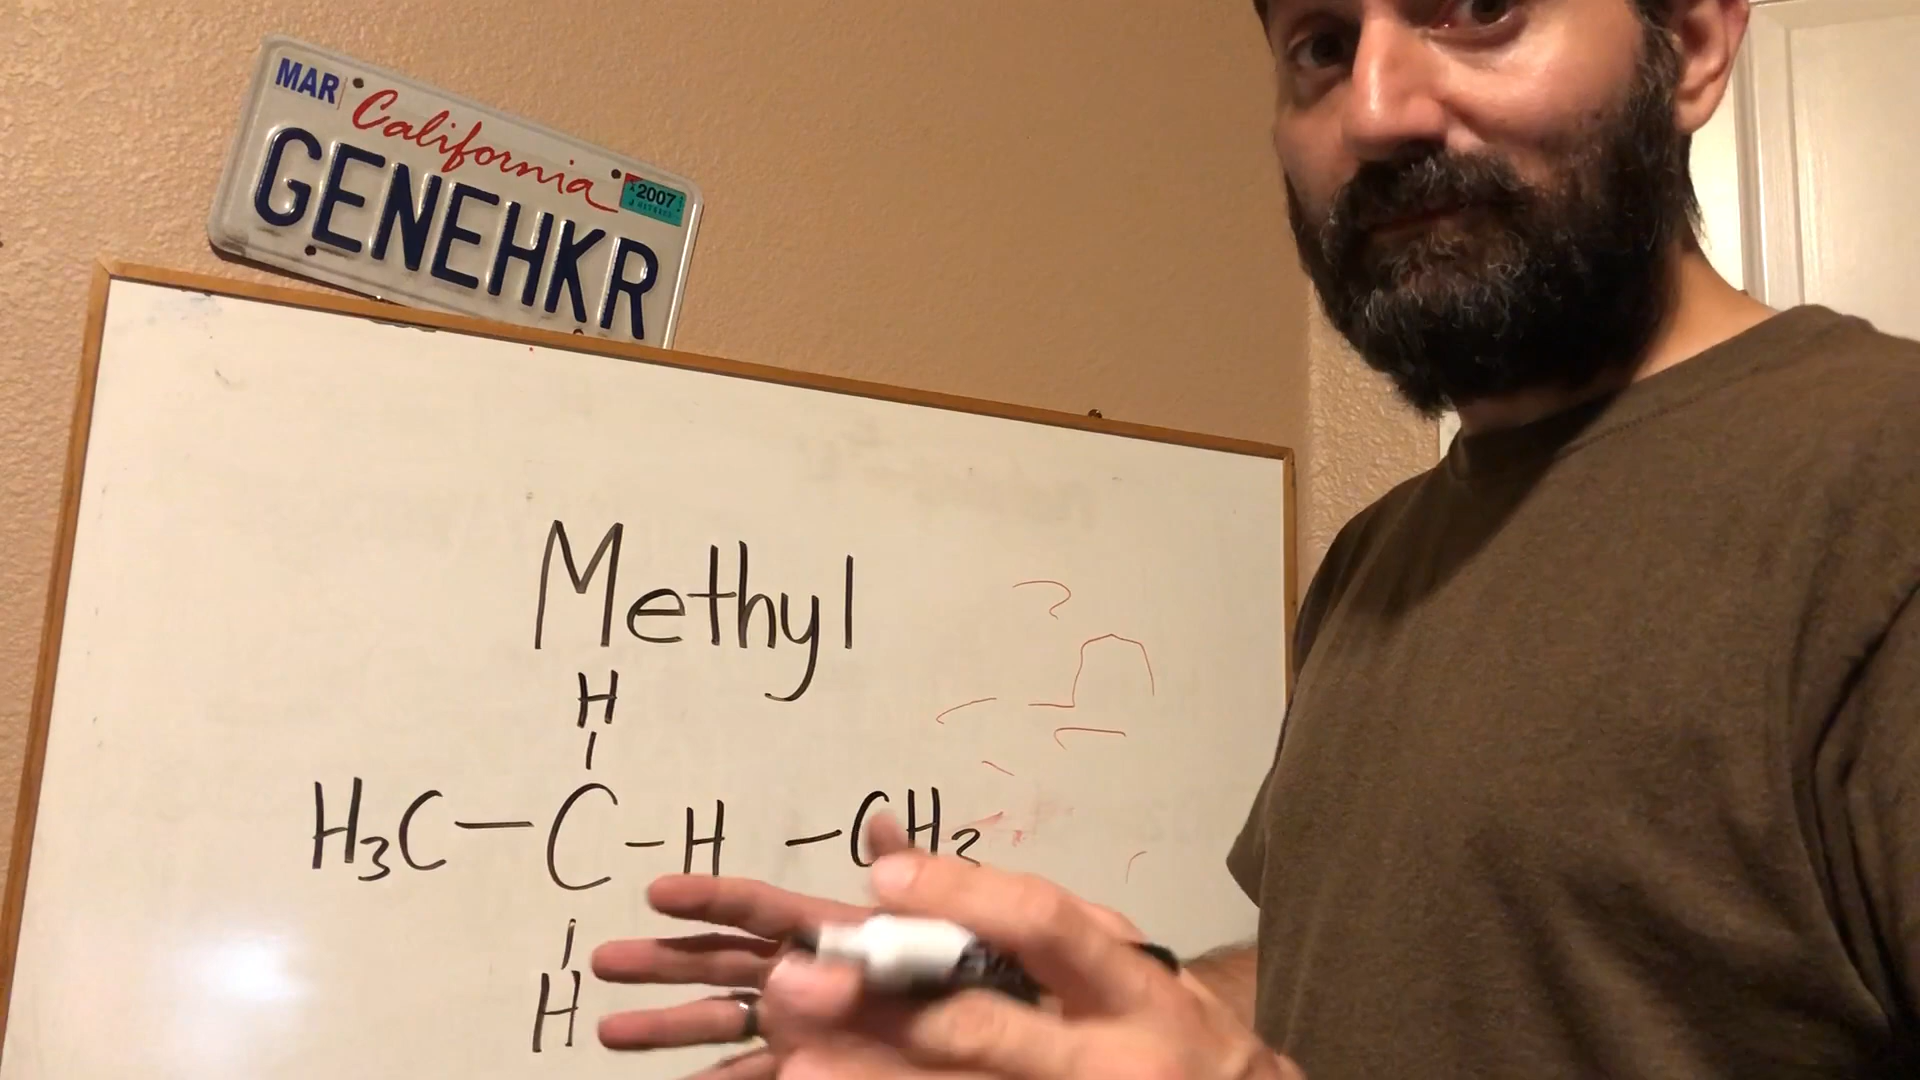 MAR California 2007
GENEHKR
Methyl
H
H₃C — C - H — CH₃
H